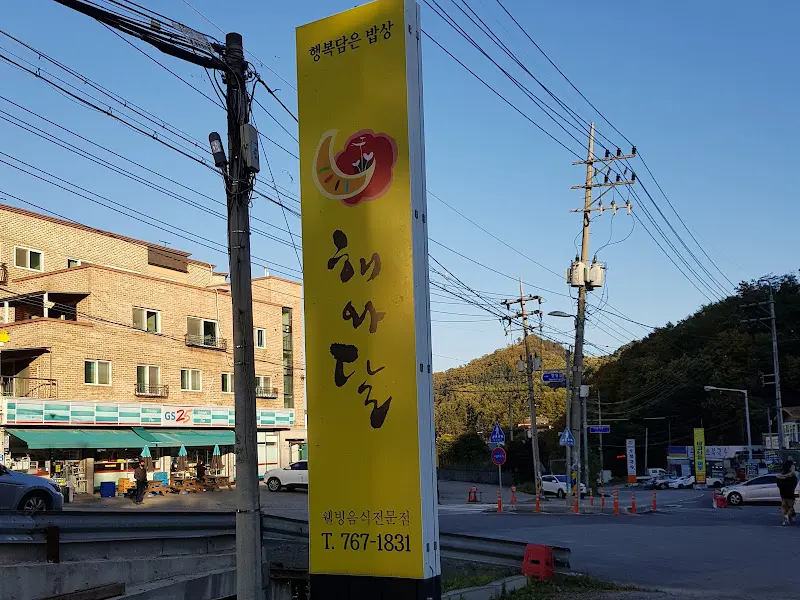 행복담은 밥상
해와달
웰빙음식전문점
T. 767-1831
GS25